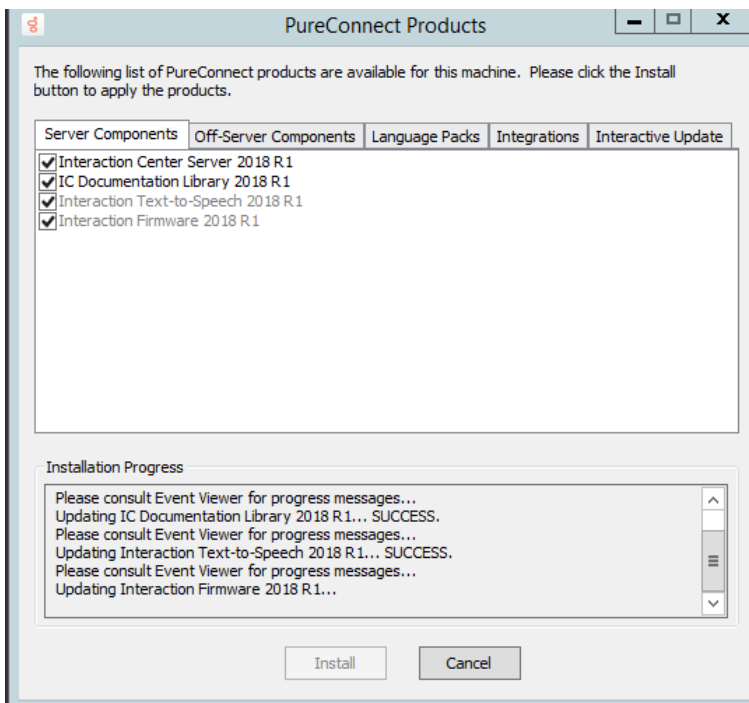 PureConnect Products
The following list of PureConnect products are available for this machine. Please click the Install
button to apply the products.
Server Components Off-Server Components Language Packs Integrations Interactive Update
Interaction Center Server 2018 R1
IC Documentation Library 2018 R1
Interaction Text-to-Speech 2018 R1
Interaction Firmware 2018 R1
Installation Progress
Please consult Event Viewer for progress messages...
Updating IC Documentation Library 2018 R1... SUCCESS.
Please consult Event Viewer for progress messages...
Updating Interaction Text-to-Speech 2018 R1... SUCCESS.
Please consult Event Viewer for progress messages...
Updating Interaction Firmware 2018 R1...
Install Cancel